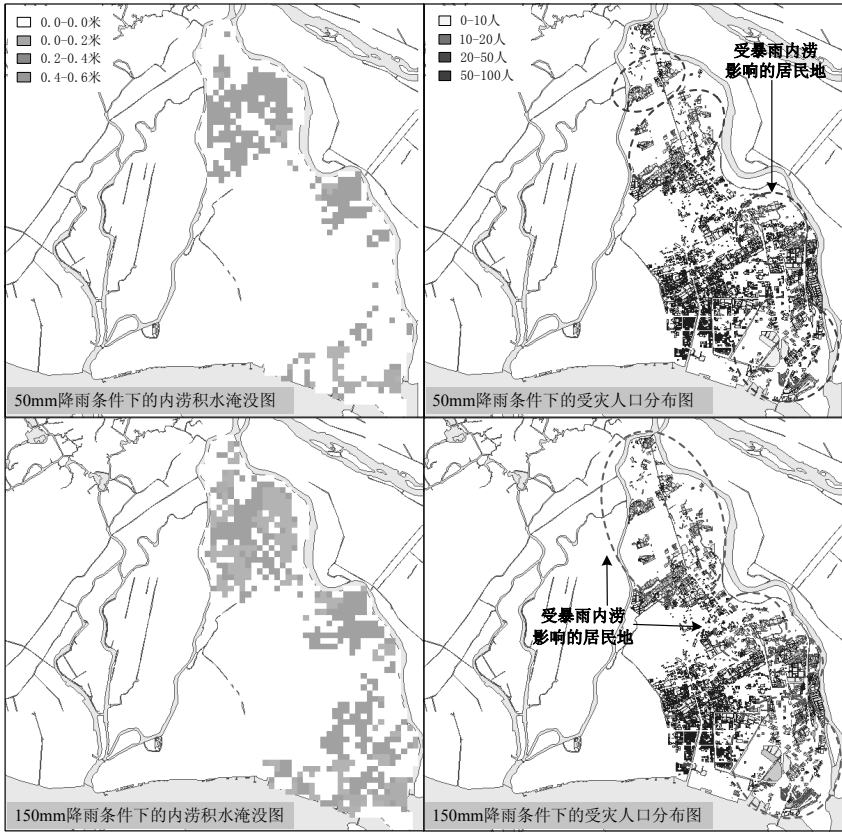 0.0-0.0米
0.0-0.2米
0.2-0.4米
0.4-0.6米
50mm降雨条件下的内涝积水淹没图
0-10人
10-20人
20-50人
50-100人
受暴雨内涝
影响的居民地
50mm降雨条件下的受灾人口分布图
150mm降雨条件下的内涝积水淹没图
受暴雨内涝
影响的居民地
150mm降雨条件下的受灾人口分布图